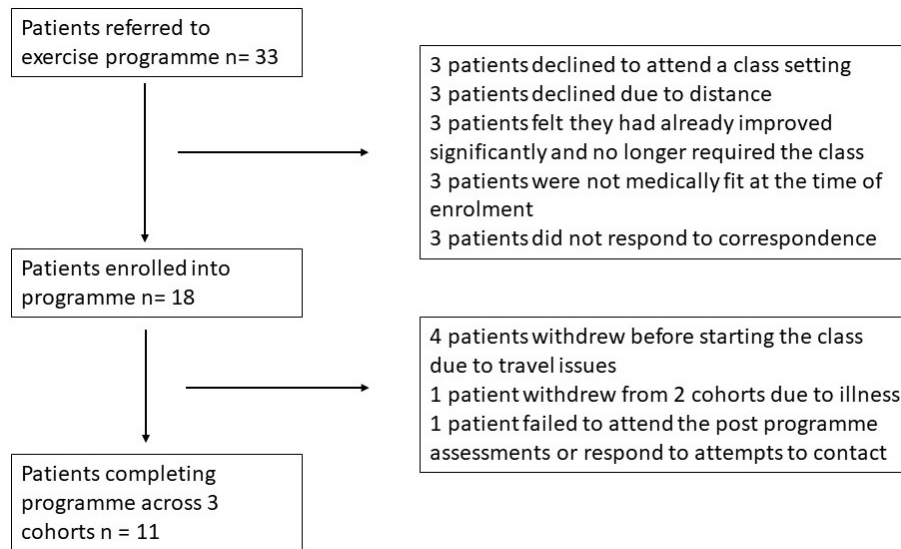 Patients referred to
exercise programme n= 33
3 patients declined to attend a class setting
3 patients declined due to distance
3 patients felt they had already improved
significantly and no longer required the class
3 patients were not medically fit at the time of
enrolment
3 patients did not respond to correspondence
Patients enrolled into
programme n= 18
4 patients withdrew before starting the class
due to travel issues
1 patient withdrew from 2 cohorts due to illness
1 patient failed to attend the post programme
assessments or respond to attempts to contact
Patients completing
programme across 3
cohorts n = 11